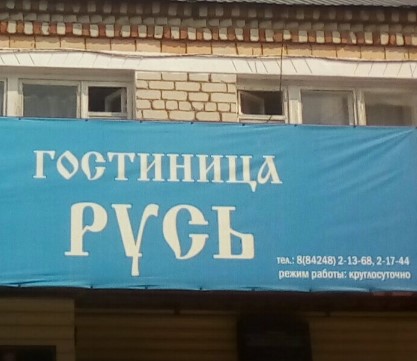 ГОСТИНИЦА
РУСЬ
тел.: 8(84248) 2-13-68, 2-17-44
режим работы: круглосуточно